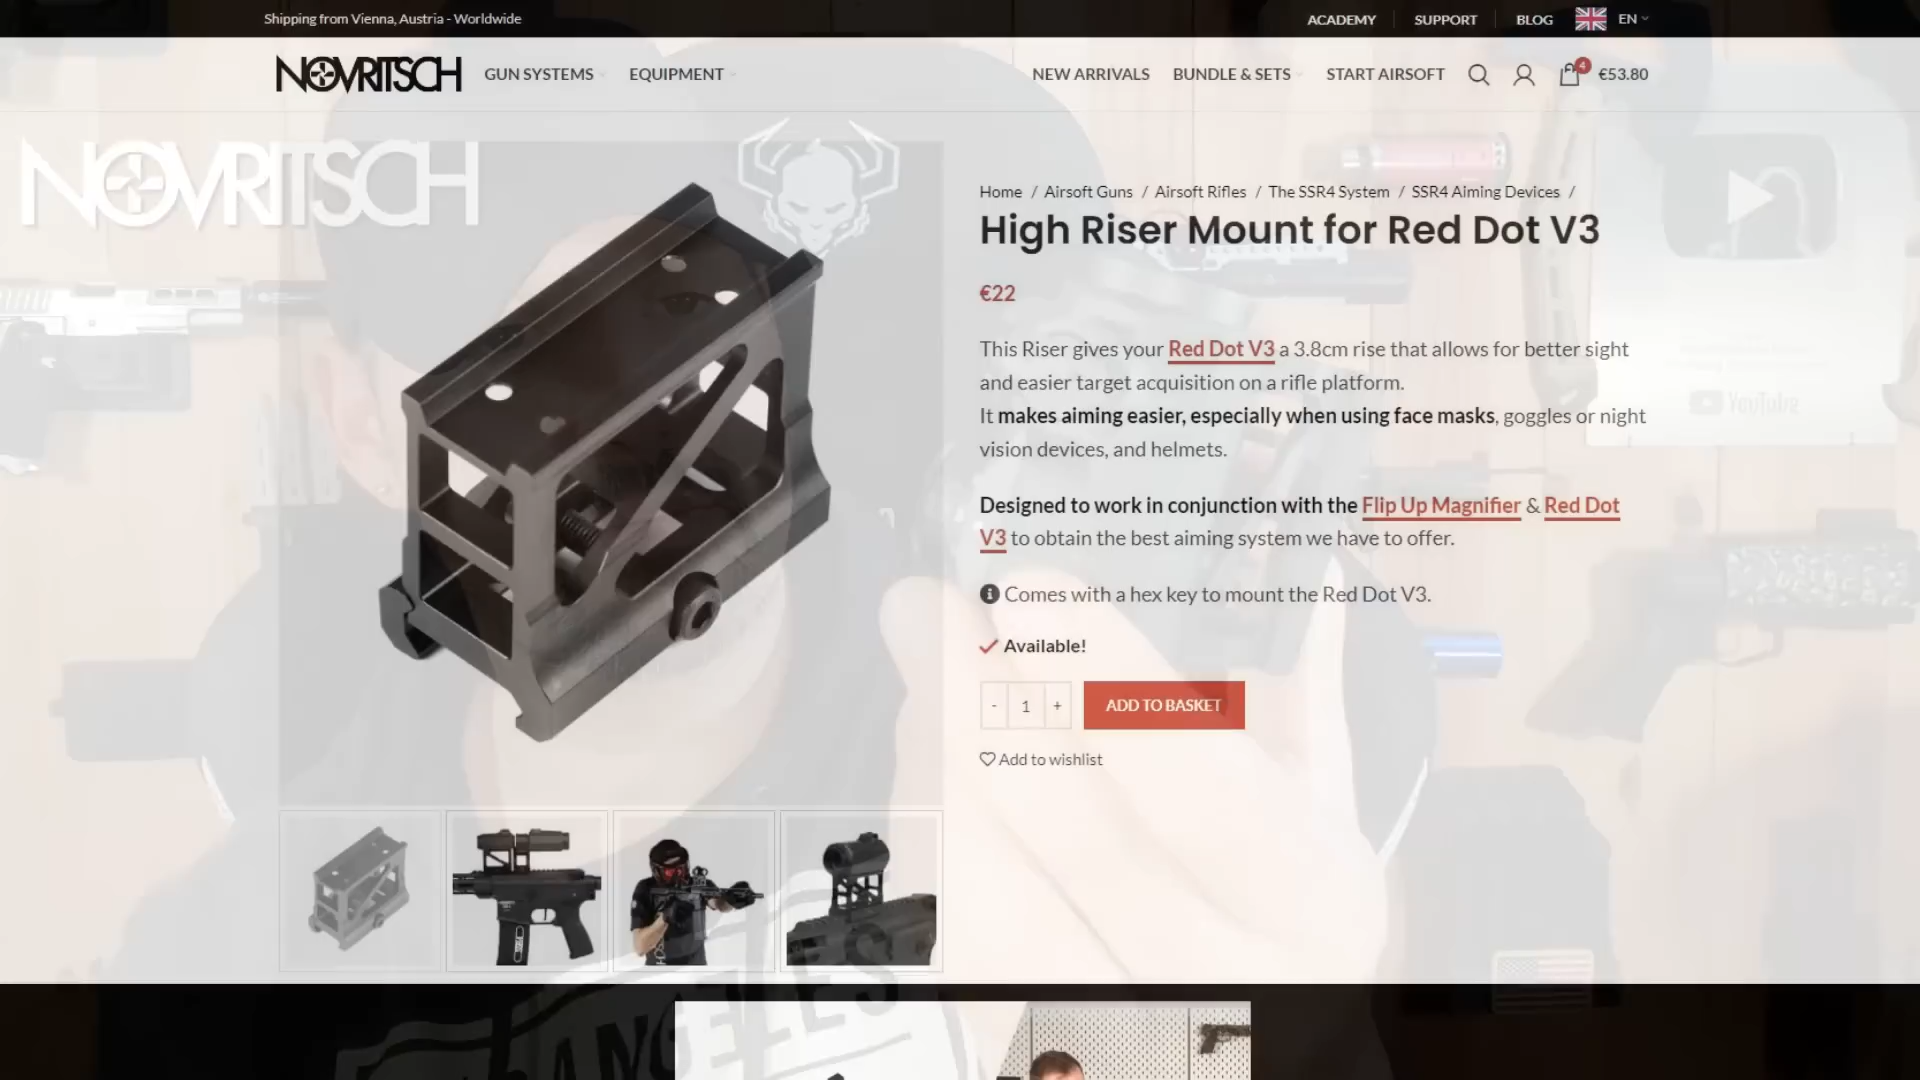 Shipping from Vienna, Austria - Worldwide
ACADEMY
SUPPORT
BLOG
EN
NOVRITSCH
GUN SYSTEMS
EQUIPMENT
NEW ARRIVALS
BUNDLE & SETS
START AIRSOFT
4
€53.80
NOVRITSCH
Home / Airsoft Guns / Airsoft Rifles / The SSR4 System / SSR4 Aiming Devices /
High Riser Mount for Red Dot V3
€22
This Riser gives your Red Dot V3 a 3.8cm rise that allows for better sight
and easier target acquisition on a rifle platform.
It makes aiming easier, especially when using face masks, goggles or night
vision devices, and helmets.
Designed to work in conjunction with the Flip Up Magnifier & Red Dot
V3 to obtain the best aiming system we have to offer.
Comes with a hex key to mount the Red Dot V3.
Available!
- 1 +
ADD TO BASKET
Add to wishlist
YouTube
ANGELES